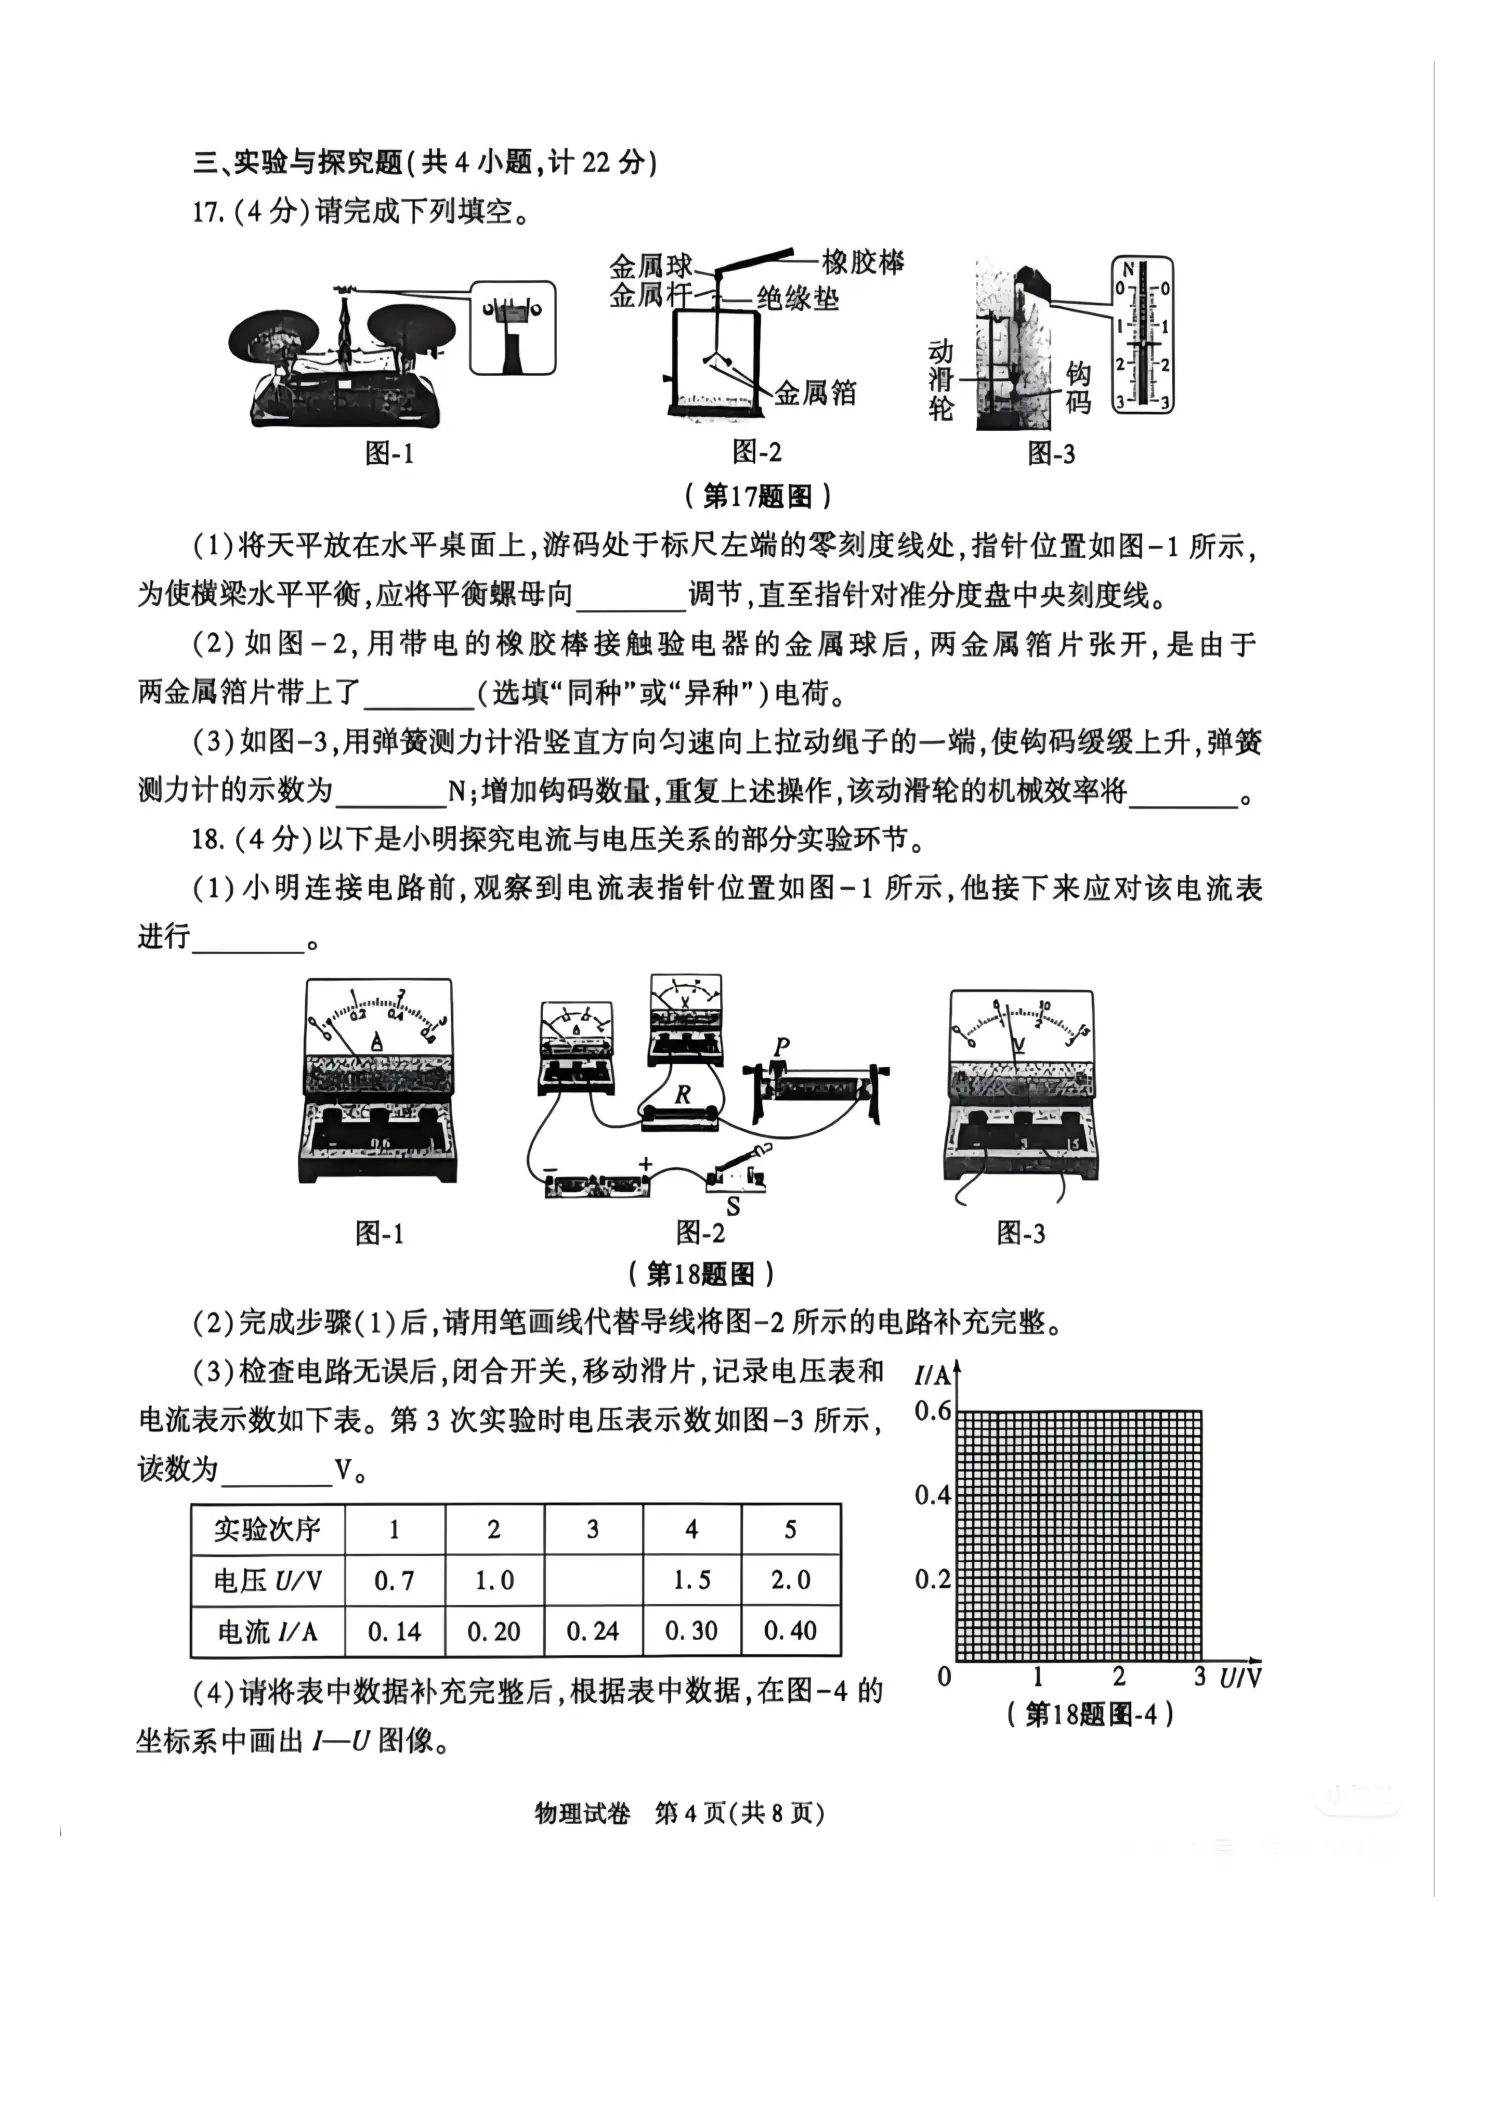 三、实验与探究题(共4小题,计22分)
17.(4分)请完成下列填空。
金属球
橡胶棒
金属杆
绝缘垫
金属箔
动滑轮
钩码
N
0 0
1 1
2 2
3 3
图-1
图-2
图-3
(第17题图)
(1)将天平放在水平桌面上,游码处于标尺左端的零刻度线处,指针位置如图-1所示,
为使横梁水平平衡,应将平衡螺母向________调节,直至指针对准分度盘中央刻度线。
(2)如图-2,用带电的橡胶棒接触验电器的金属球后,两金属箔片张开,是由于
两金属箔片带上了________(选填“同种”或“异种”)电荷。
(3)如图-3,用弹簧测力计沿竖直方向匀速向上拉动绳子的一端,使钩码缓缓上升,弹簧
测力计的示数为________N;增加钩码数量,重复上述操作,该动滑轮的机械效率将________。
18.(4分)以下是小明探究电流与电压关系的部分实验环节。
(1)小明连接电路前,观察到电流表指针位置如图-1所示,他接下来应对该电流表
进行________。
0 1 2 3
0 0.2 0.4 0.6
A
A
V
P
R
- +
S
0 5 10 15
0 1 2 3
V
图-1
图-2
图-3
(第18题图)
(2)完成步骤(1)后,请用笔画线代替导线将图-2所示的电路补充完整。
(3)检查电路无误后,闭合开关,移动滑片,记录电压表和
电流表示数如下表。第3次实验时电压表示数如图-3所示,
读数为________V。
实验次序 1 2 3 4 5
电压U/V 0.7 1.0 1.5 2.0
电流I/A 0.14 0.20 0.24 0.30 0.40
(4)请将表中数据补充完整后,根据表中数据,在图-4的
坐标系中画出I—U图像。
I/A
0.6
0.4
0.2
0 1 2 3 U/V
(第18题图-4)
物理试卷 第4页(共8页)